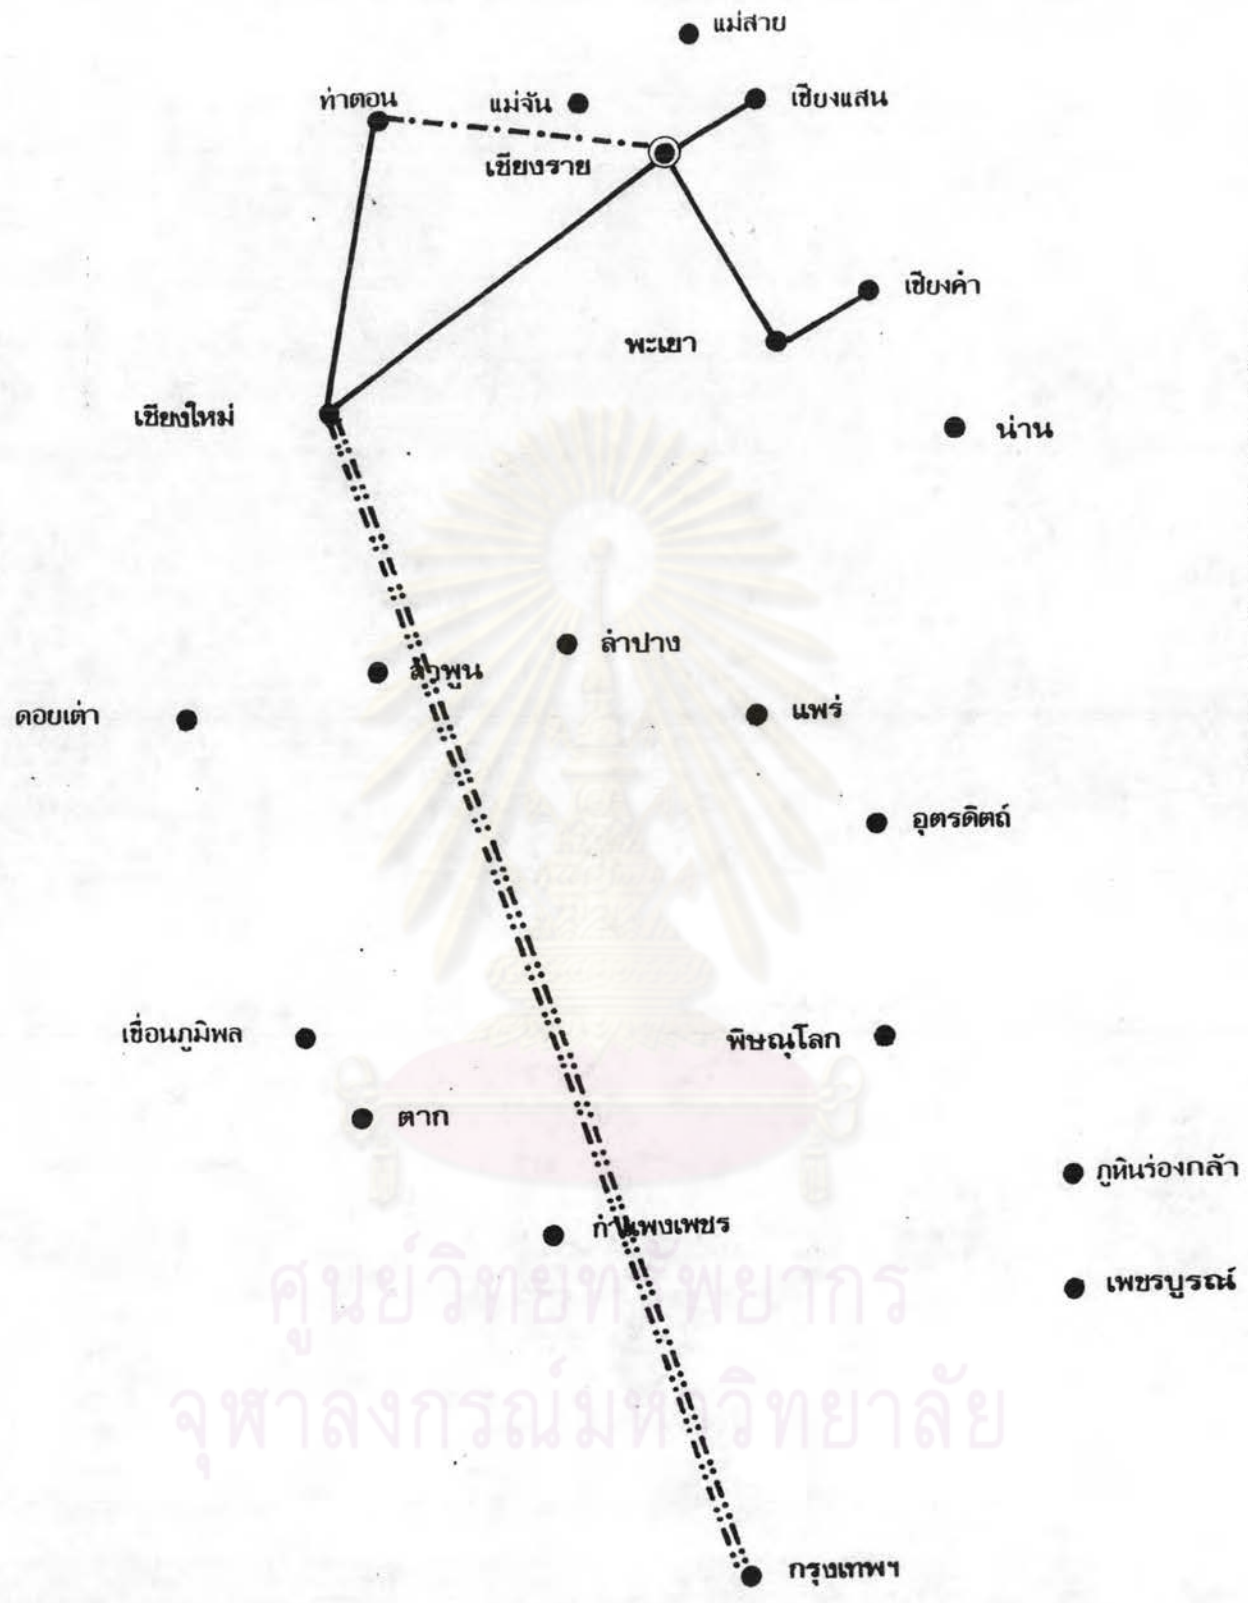 แม่สาย
ท่าตอน
แม่จัน
เชียงแสน
เชียงราย
เชียงคำ
พะเยา
เชียงใหม่
น่าน
ลำปาง
ลำพูน
ดอยเต่า
แพร่
อุตรดิตถ์
เขื่อนภูมิพล
พิษณุโลก
ตาก
ภูหินร่องกล้า
กำแพงเพชร
เพชรบูรณ์
ศูนย์วิทยทรัพยากร
จุฬาลงกรณ์มหาวิทยาลัย
กรุงเทพฯ